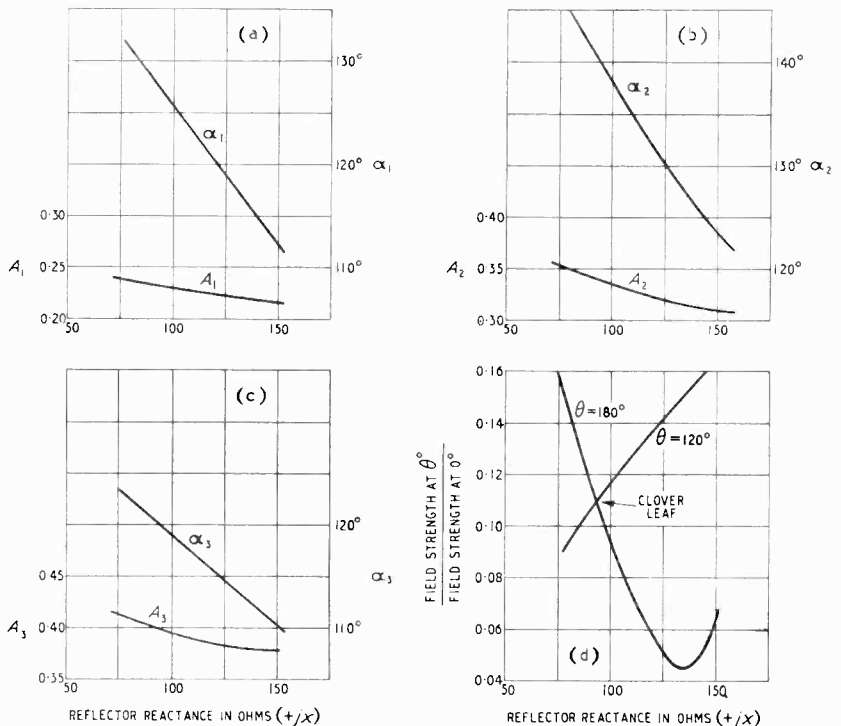 (a)
130°
α₁
120° α₁
0·30
A₁ 0·25
A₁
110°
0·20
50 100 150
(b)
140°
α₂
130° α₂
0·40
A₂ 0·35
A₂
120°
0·30
50 100 150
(c)
120°
α₃
0·45
α₃
A₃ 0·40
A₃
110°
0·35
50 100 150
REFLECTOR REACTANCE IN OHMS (+jx)
FIELD STRENGTH AT θ°
FIELD STRENGTH AT 0°
0·16
0·14
0·12
0·10
0·08
0·06
0·04
θ=180°
θ=120°
CLOVER
LEAF
(d)
50 100 150
REFLECTOR REACTANCE IN OHMS (+jx)